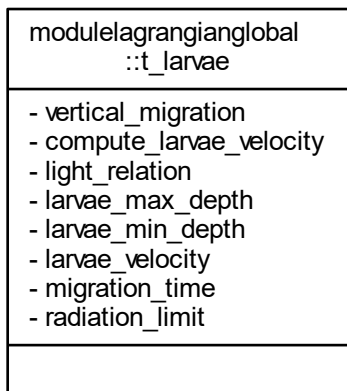 modulelagrangianglobal
::t_larvae
- vertical_migration
- compute_larvae_velocity
- light_relation
- larvae_max_depth
- larvae_min_depth
- larvae_velocity
- migration_time
- radiation_limit